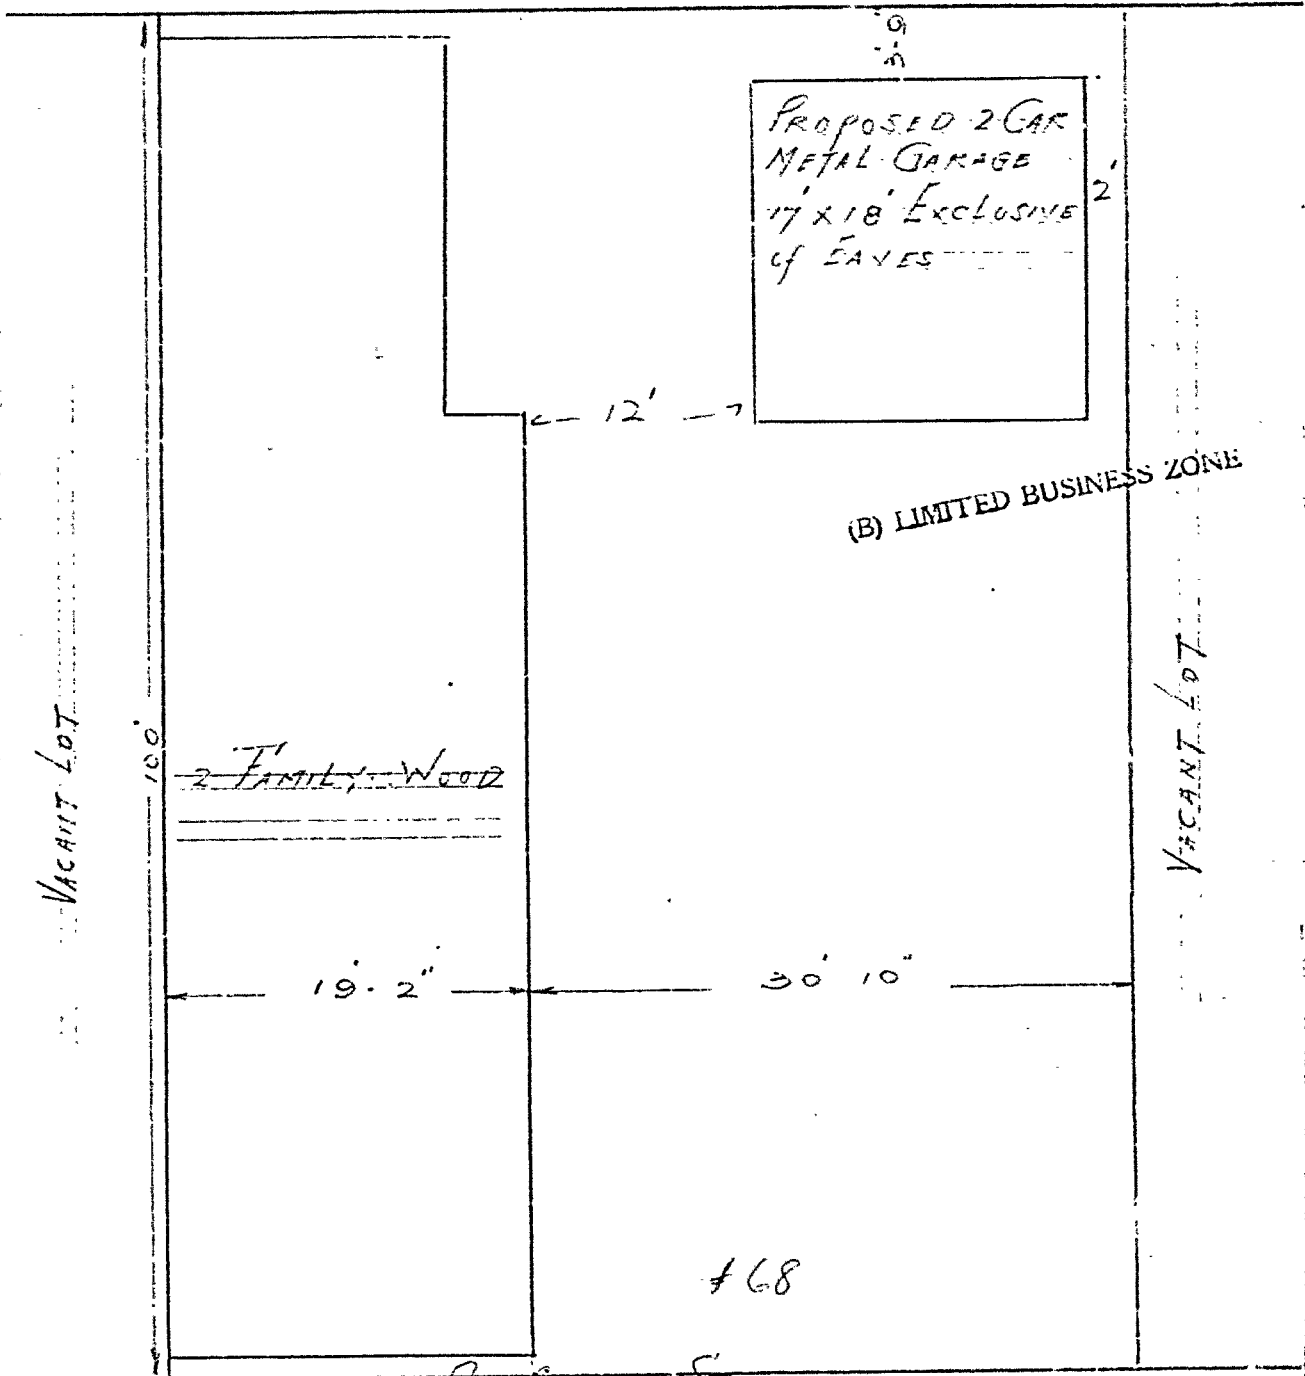 PROPOSED 2 CAR
METAL GARAGE
17' x 18' EXCLUSIVE
of EAVES
2'
12'
(B) LIMITED BUSINESS ZONE
VACANT LOT
100'
2 FAMILY WOOD
VACANT LOT
19'-2"
30' 10"
#68